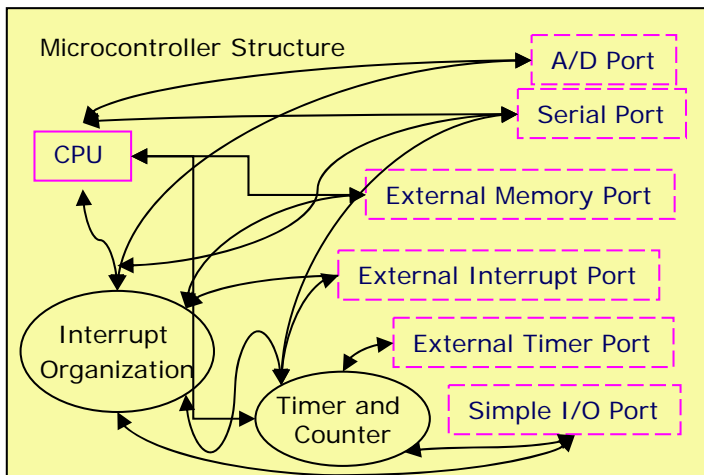 Microcontroller Structure
A/D Port
Serial Port
CPU
External Memory Port
External Interrupt Port
Interrupt
Organization
External Timer Port
Timer and
Counter
Simple I/O Port